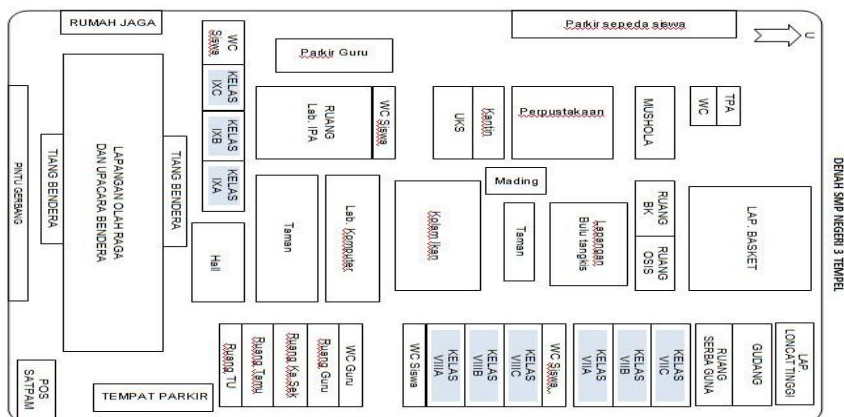 DENAH SMP NEGERI 3 TEMPEL
RUMAH JAGA
Parkir sepeda siswa
U
WC
Siswa
Parkir Guru
KELAS
IXC
KELAS
IXB
KELAS
IXA
RUANG
Lab. IPA
WC Siswa
UKS
Kantin
Perpustakaan
MUSHOLA
WC
TPA
PINTU GERBANG
TIANG BENDERA
LAPANGAN OLAH RAGA
DAN UPACARA BENDERA
TIANG BENDERA
Hall
Taman
Lab. Komputer
Kolam Ikan
Mading
Taman
Lapangan
Bulu tangkis
RUANG
BK
RUANG
OSIS
LAP. BASKET
POS
SATPAM
TEMPAT PARKIR
Ruang TU
Ruang Tamu
Ruang Ka.Sek
Ruang Guru
WC Guru
WC Siswa
KELAS
VIIIA
KELAS
VIIIB
KELAS
VIIIC
WC Siswa,
KELAS
VIIA
KELAS
VIIB
KELAS
VIIC
RUANG
SERBA GUNA
GUDANG
LAP.
LONCAT TINGGI